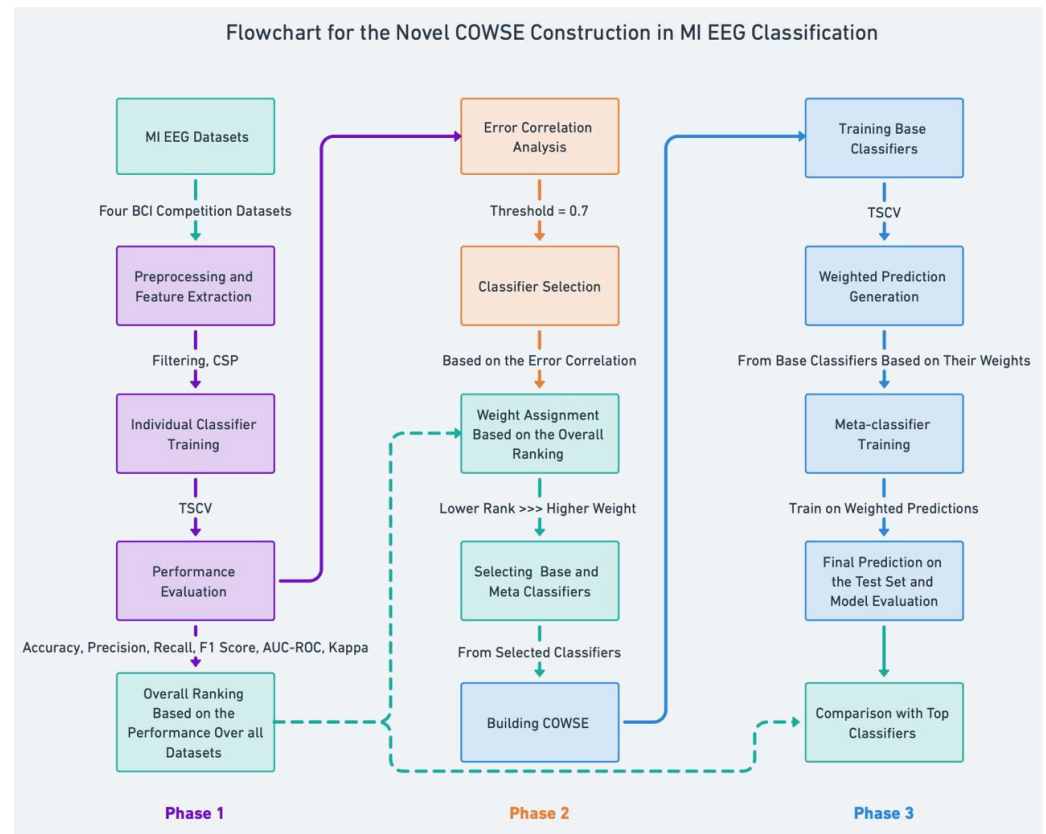 Flowchart for the Novel COWSE Construction in MI EEG Classification
MI EEG Datasets
Four BCI Competition Datasets
Preprocessing and
Feature Extraction
Filtering, CSP
Individual Classifier
Training
TSCV
Performance
Evaluation
Accuracy, Precision, Recall, F1 Score, AUC-ROC, Kappa
Overall Ranking
Based on the
Performance Over all
Datasets
Phase 1
Error Correlation
Analysis
Threshold = 0.7
Classifier Selection
Based on the Error Correlation
Weight Assignment
Based on the Overall
Ranking
Lower Rank >>> Higher Weight
Selecting Base and
Meta Classifiers
From Selected Classifiers
Building COWSE
Phase 2
Training Base
Classifiers
TSCV
Weighted Prediction
Generation
From Base Classifiers Based on Their Weights
Meta-classifier
Training
Train on Weighted Predictions
Final Prediction on
the Test Set and
Model Evaluation
Comparison with Top
Classifiers
Phase 3